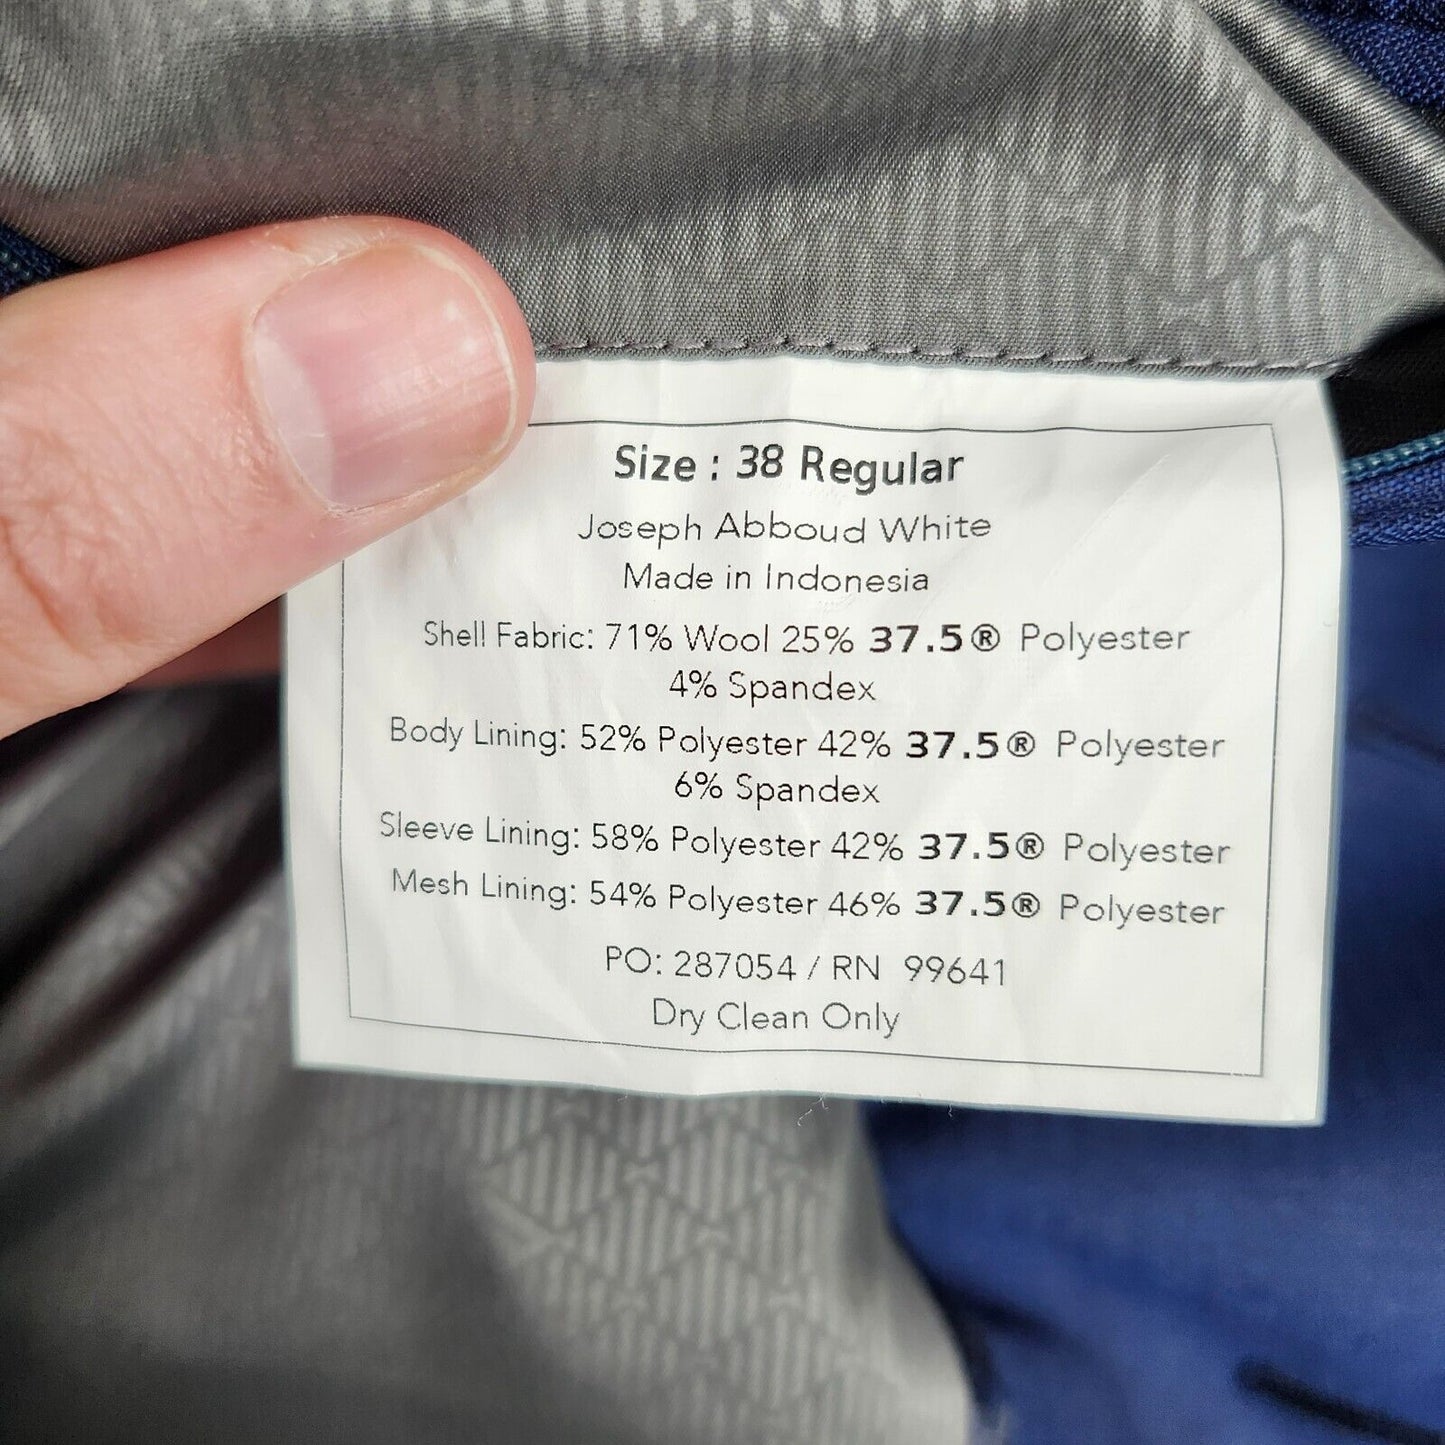 Size : 38 Regular
Joseph Abboud White
Made in Indonesia
Shell Fabric: 71% Wool 25% 37.5® Polyester
4% Spandex
Body Lining: 52% Polyester 42% 37.5® Polyester
6% Spandex
Sleeve Lining: 58% Polyester 42% 37.5® Polyester
Mesh Lining: 54% Polyester 46% 37.5® Polyester
PO: 287054 / RN 99641
Dry Clean Only